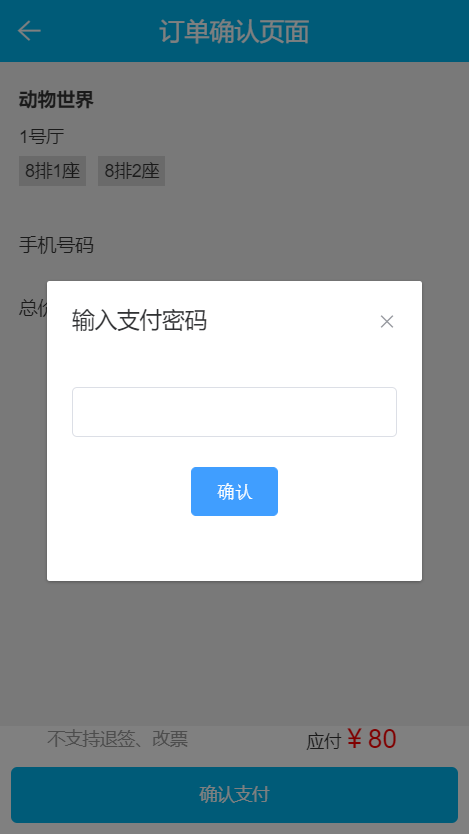 订单确认页面
动物世界
1号厅
8排1座 8排2座
手机号码
总价
输入支付密码
确认
不支持退签、改票 应付 ¥ 80
确认支付